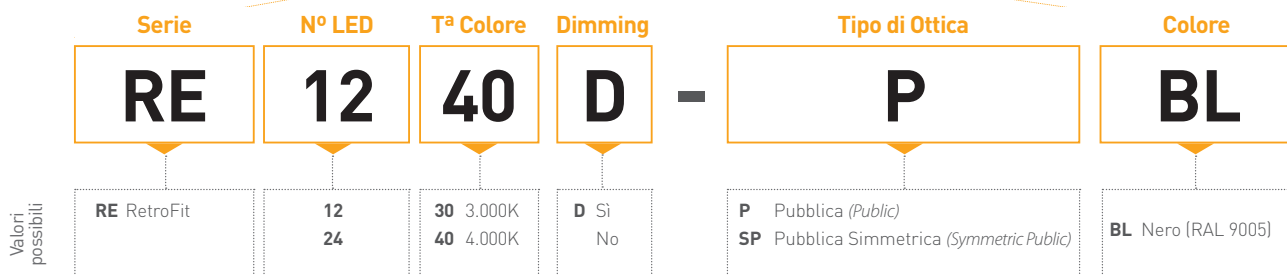 Serie Nº LED Tª Colore Dimming Tipo di Ottica Colore
RE 12 40 D - P BL
Valori
possibili
RE RetroFit
12
24
30 3.000K
40 4.000K
D Sì
No
P Pubblica (Public)
SP Pubblica Simmetrica (Symmetric Public)
BL Nero (RAL 9005)